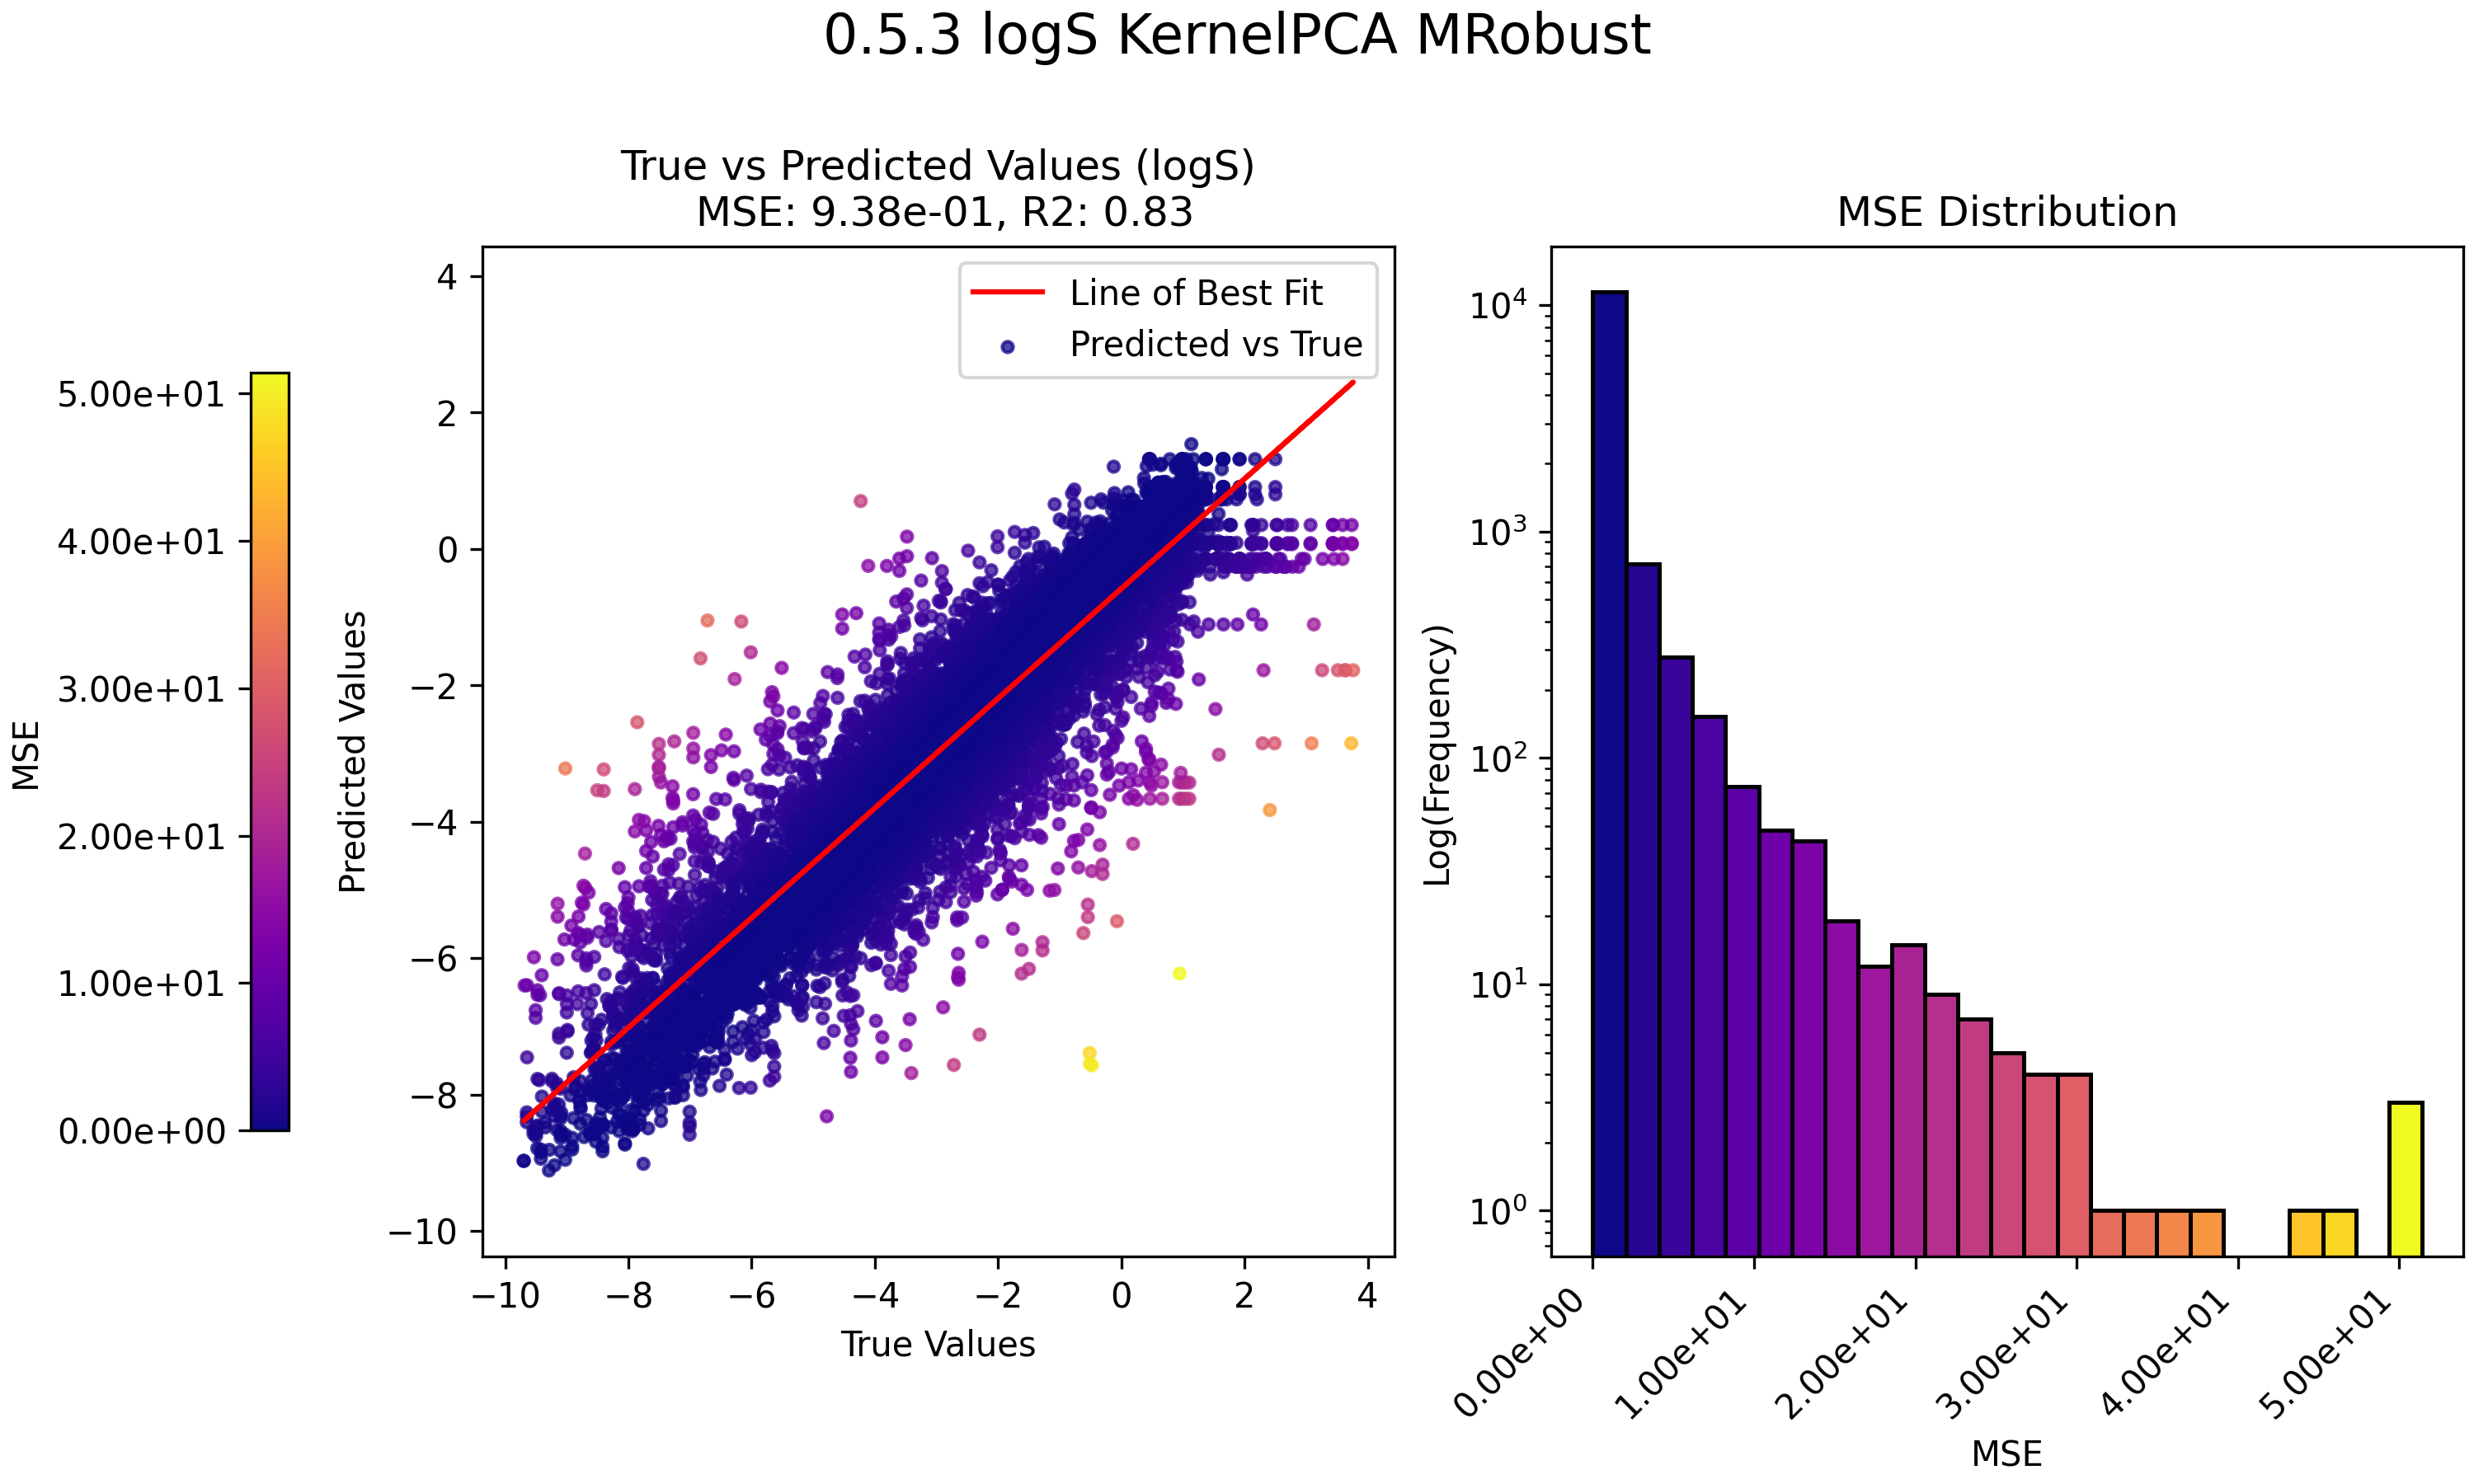 0.5.3 logS KernelPCA MRobust
True vs Predicted Values (logS)
MSE: 9.38e-01, R2: 0.83
MSE Distribution
Line of Best Fit
Predicted vs True
MSE
5.00e+01
4.00e+01
3.00e+01
2.00e+01
1.00e+01
0.00e+00
Predicted Values
4
2
0
−2
−4
−6
−8
−10
−10
−8
−6
−4
−2
0
2
4
True Values
Log(Frequency)
10⁴
10³
10²
10¹
10⁰
0.00e+00
1.00e+01
2.00e+01
3.00e+01
4.00e+01
5.00e+01
MSE